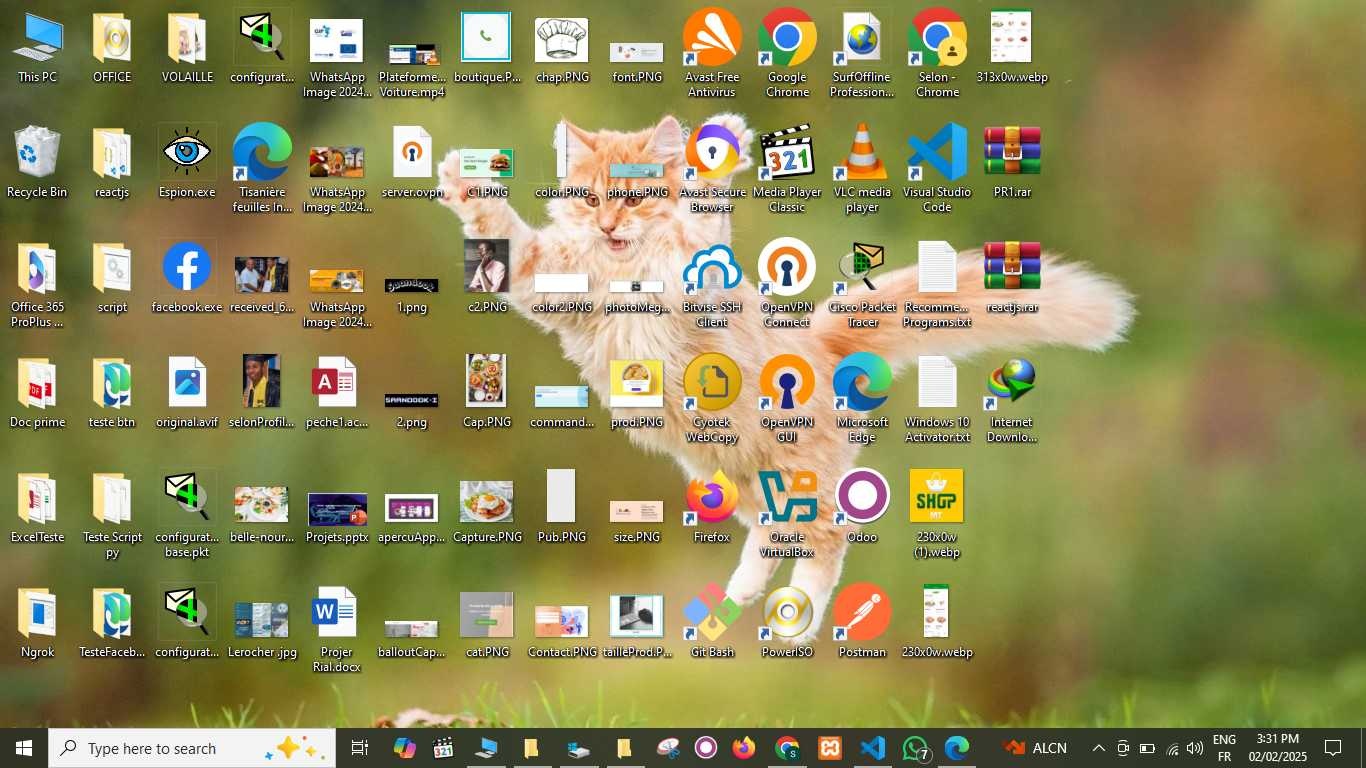 This PC
OFFICE
VOLAILLE
configurat...
WhatsApp
Image 2024...
Plateforme...
Voiture.mp4
boutique.P...
chap.PNG
font.PNG
Avast Free
Antivirus
Google
Chrome
SurfOffline
Profession...
Selon -
Chrome
313x0w.webp
Recycle Bin
reactjs
Espion.exe
Tisanière
feuilles In...
WhatsApp
Image 2024...
server.ovpn
C1.PNG
color.PNG
phone.PNG
Avast Secure
Browser
321
Media Player
Classic
VLC media
player
Visual Studio
Code
PR1.rar
Office 365
ProPlus ...
script
facebook.exe
received_6...
WhatsApp
Image 2024...
1.png
c2.PNG
color2.PNG
photoMeg...
Bitvise SSH
Client
OpenVPN
Connect
Cisco Packet
Tracer
Recomme...
Programs.txt
reactjs.rar
PDF
Doc prime
teste btn
original.avif
selonProfil...
A
peche1.ac...
SAANDOOK-I
2.png
Cap.PNG
command...
prod.PNG
Cyotek
WebCopy
OpenVPN
GUI
Microsoft
Edge
Windows 10
Activator.txt
Internet
Downlo...
ExcelTeste
Teste Script
py
configurat...
base.pkt
belle-nour...
P
Projets.pptx
apercuApp...
Capture.PNG
Pub.PNG
size.PNG
Firefox
Oracle
VirtualBox
Odoo
SHOP
MT
230x0w
(1).webp
Ngrok
TesteFaceb...
configurat...
Lerocher .jpg
W
Projer
Rial.docx
balloutCap...
cat.PNG
Contact.PNG
tailleProd.P...
Git Bash
PowerISO
Postman
230x0w.webp
Type here to search
321
7
ALCN
ENG
FR
3:31 PM
02/02/2025